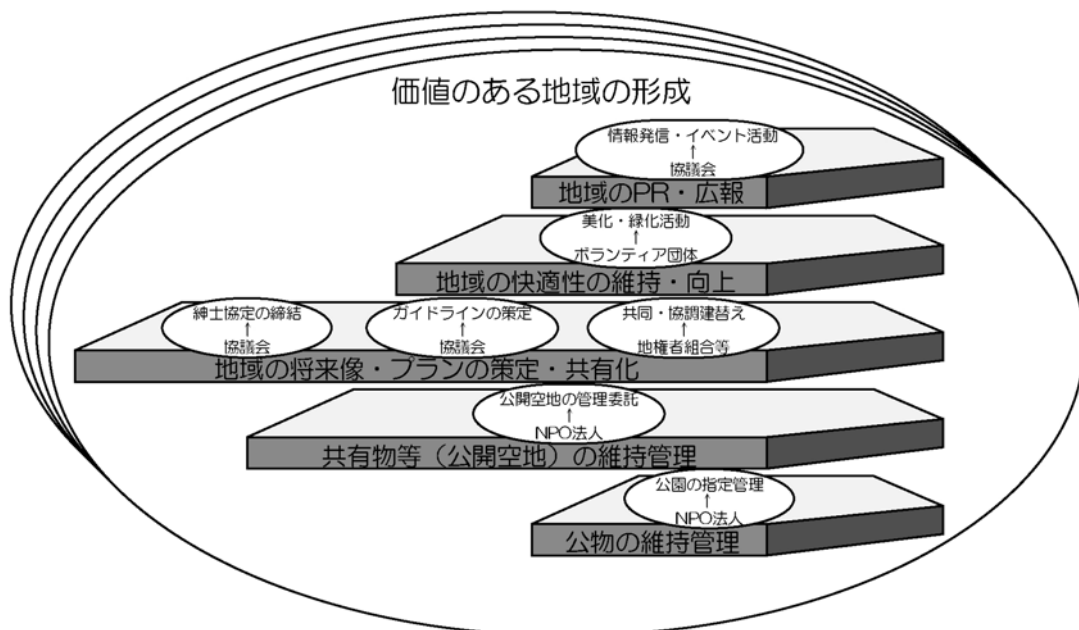 価値のある地域の形成
情報発信・イベント活動
↑
協議会
地域のPR・広報
美化・緑化活動
↑
ボランティア団体
地域の快適性の維持・向上
紳士協定の締結
↑
協議会
ガイドラインの策定
↑
協議会
共同・協調建替え
↑
地権者組合等
地域の将来像・プランの策定・共有化
公開空地の管理委託
↑
NPO法人
共有物等（公開空地）の維持管理
公園の指定管理
↑
NPO法人
公物の維持管理